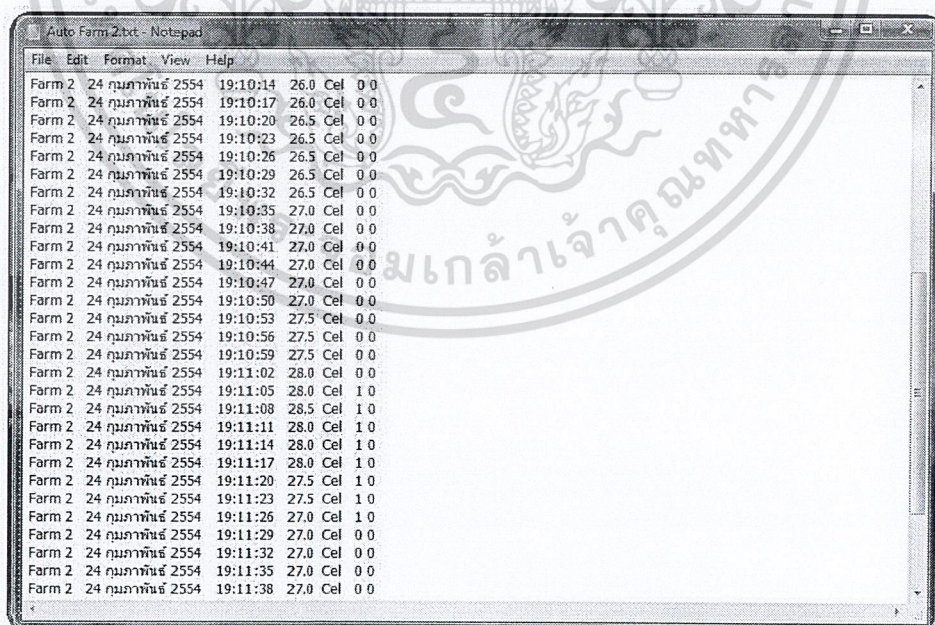 Auto Farm 2.txt - Notepad
File Edit Format View Help
Farm 2 24 กุมภาพันธ์ 2554 19:10:14 26.0 Cel 0 0
Farm 2 24 กุมภาพันธ์ 2554 19:10:17 26.0 Cel 0 0
Farm 2 24 กุมภาพันธ์ 2554 19:10:20 26.5 Cel 0 0
Farm 2 24 กุมภาพันธ์ 2554 19:10:23 26.5 Cel 0 0
Farm 2 24 กุมภาพันธ์ 2554 19:10:26 26.5 Cel 0 0
Farm 2 24 กุมภาพันธ์ 2554 19:10:29 26.5 Cel 0 0
Farm 2 24 กุมภาพันธ์ 2554 19:10:32 26.5 Cel 0 0
Farm 2 24 กุมภาพันธ์ 2554 19:10:35 27.0 Cel 0 0
Farm 2 24 กุมภาพันธ์ 2554 19:10:38 27.0 Cel 0 0
Farm 2 24 กุมภาพันธ์ 2554 19:10:41 27.0 Cel 0 0
Farm 2 24 กุมภาพันธ์ 2554 19:10:44 27.0 Cel 0 0
Farm 2 24 กุมภาพันธ์ 2554 19:10:47 27.0 Cel 0 0
Farm 2 24 กุมภาพันธ์ 2554 19:10:50 27.0 Cel 0 0
Farm 2 24 กุมภาพันธ์ 2554 19:10:53 27.5 Cel 0 0
Farm 2 24 กุมภาพันธ์ 2554 19:10:56 27.5 Cel 0 0
Farm 2 24 กุมภาพันธ์ 2554 19:10:59 27.5 Cel 0 0
Farm 2 24 กุมภาพันธ์ 2554 19:11:02 28.0 Cel 0 0
Farm 2 24 กุมภาพันธ์ 2554 19:11:05 28.0 Cel 1 0
Farm 2 24 กุมภาพันธ์ 2554 19:11:08 28.5 Cel 1 0
Farm 2 24 กุมภาพันธ์ 2554 19:11:11 28.0 Cel 1 0
Farm 2 24 กุมภาพันธ์ 2554 19:11:14 28.0 Cel 1 0
Farm 2 24 กุมภาพันธ์ 2554 19:11:17 28.0 Cel 1 0
Farm 2 24 กุมภาพันธ์ 2554 19:11:20 27.5 Cel 1 0
Farm 2 24 กุมภาพันธ์ 2554 19:11:23 27.5 Cel 1 0
Farm 2 24 กุมภาพันธ์ 2554 19:11:26 27.0 Cel 1 0
Farm 2 24 กุมภาพันธ์ 2554 19:11:29 27.0 Cel 0 0
Farm 2 24 กุมภาพันธ์ 2554 19:11:32 27.0 Cel 0 0
Farm 2 24 กุมภาพันธ์ 2554 19:11:35 27.0 Cel 0 0
Farm 2 24 กุมภาพันธ์ 2554 19:11:38 27.0 Cel 0 0